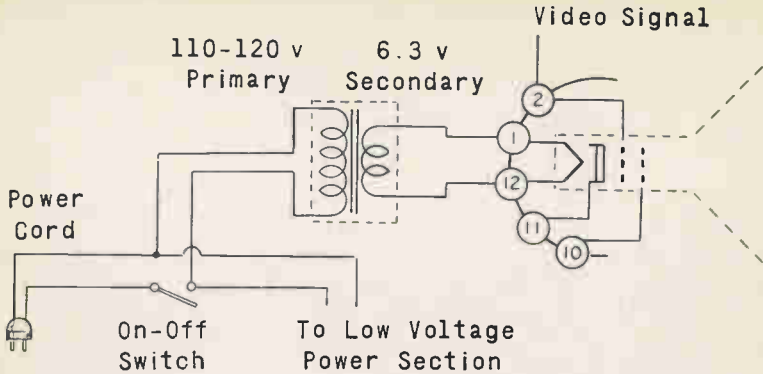 Video Signal
110-120 v
Primary
6.3 v
Secondary
2
1
12
11
10
Power
Cord
On-Off
Switch
To Low Voltage
Power Section